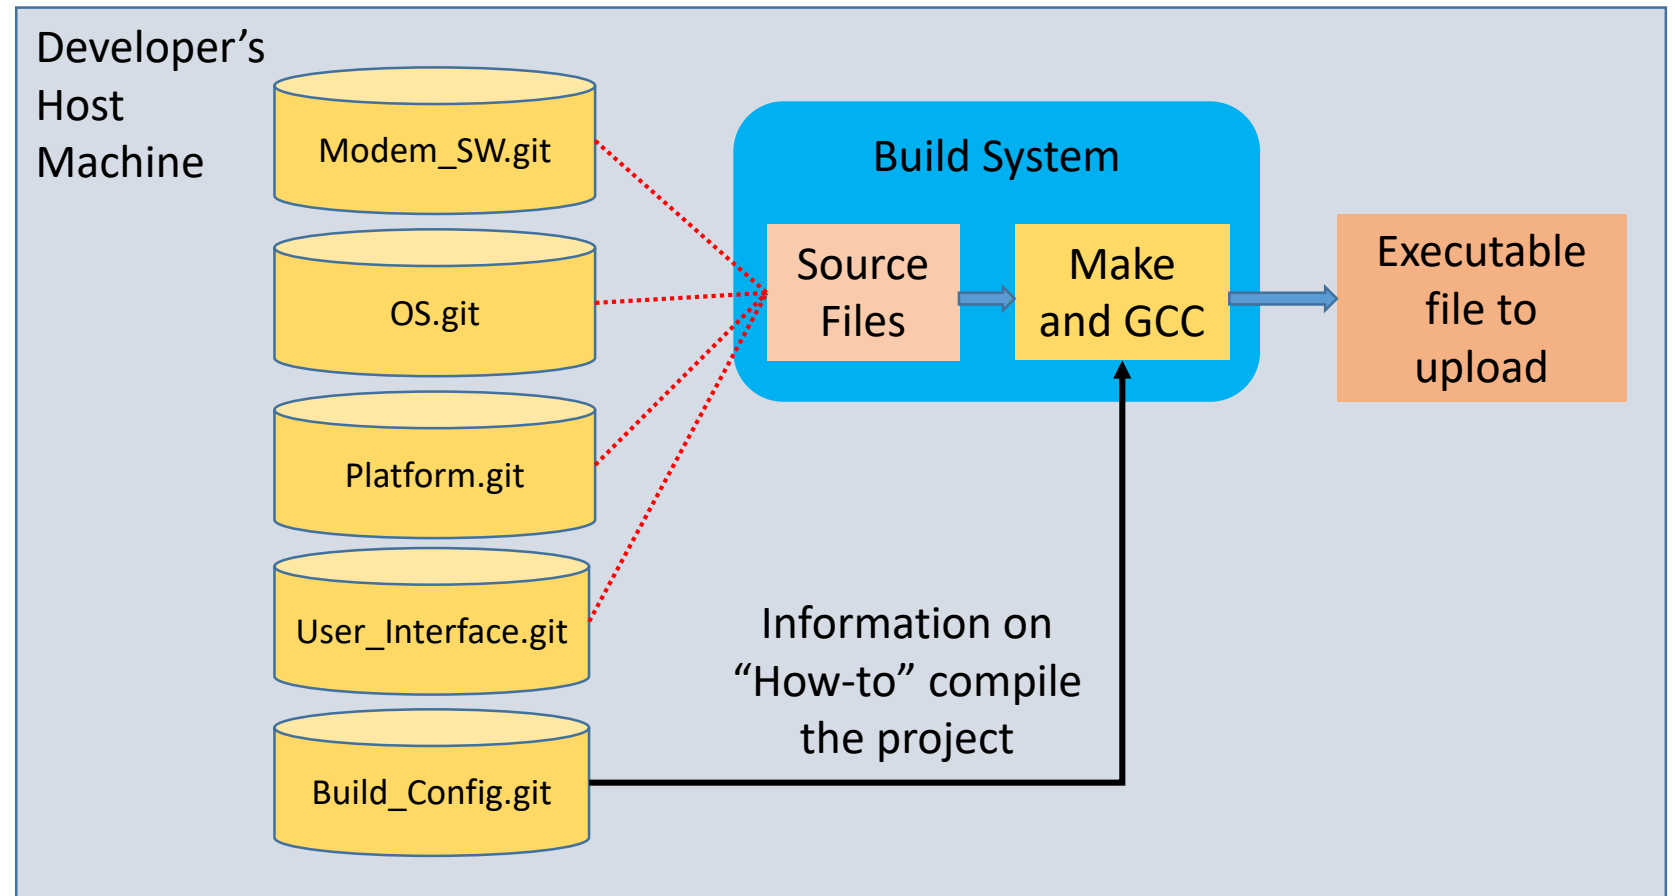 Developer’s
Host
Machine
Modem_SW.git
OS.git
Platform.git
User_Interface.git
Build_Config.git
Build System
Source
Files
Make
and GCC
Executable
file to
upload
Information on
“How-to” compile
the project